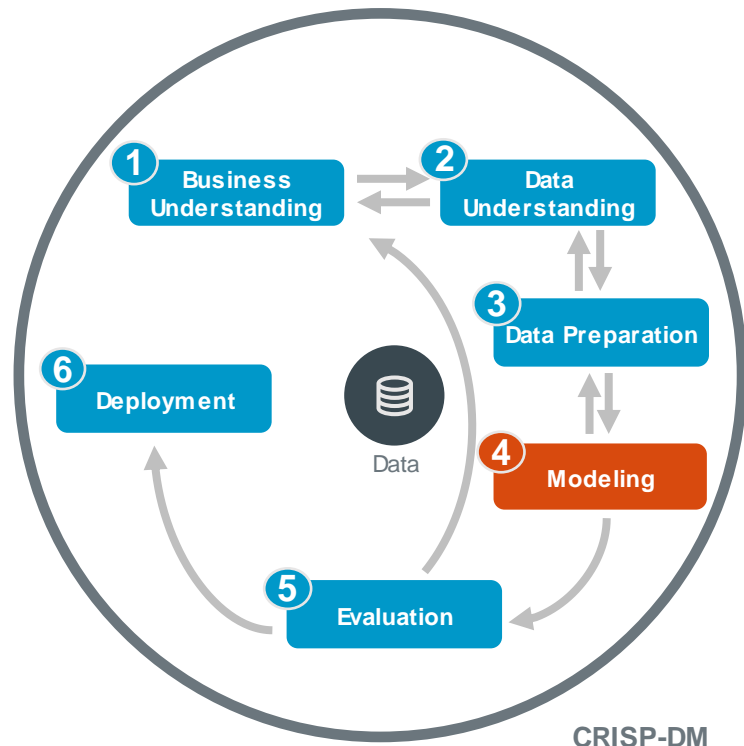 1
Business
Understanding
2
Data
Understanding
3
Data Preparation
4
Modeling
5
Evaluation
6
Deployment
Data
CRISP-DM